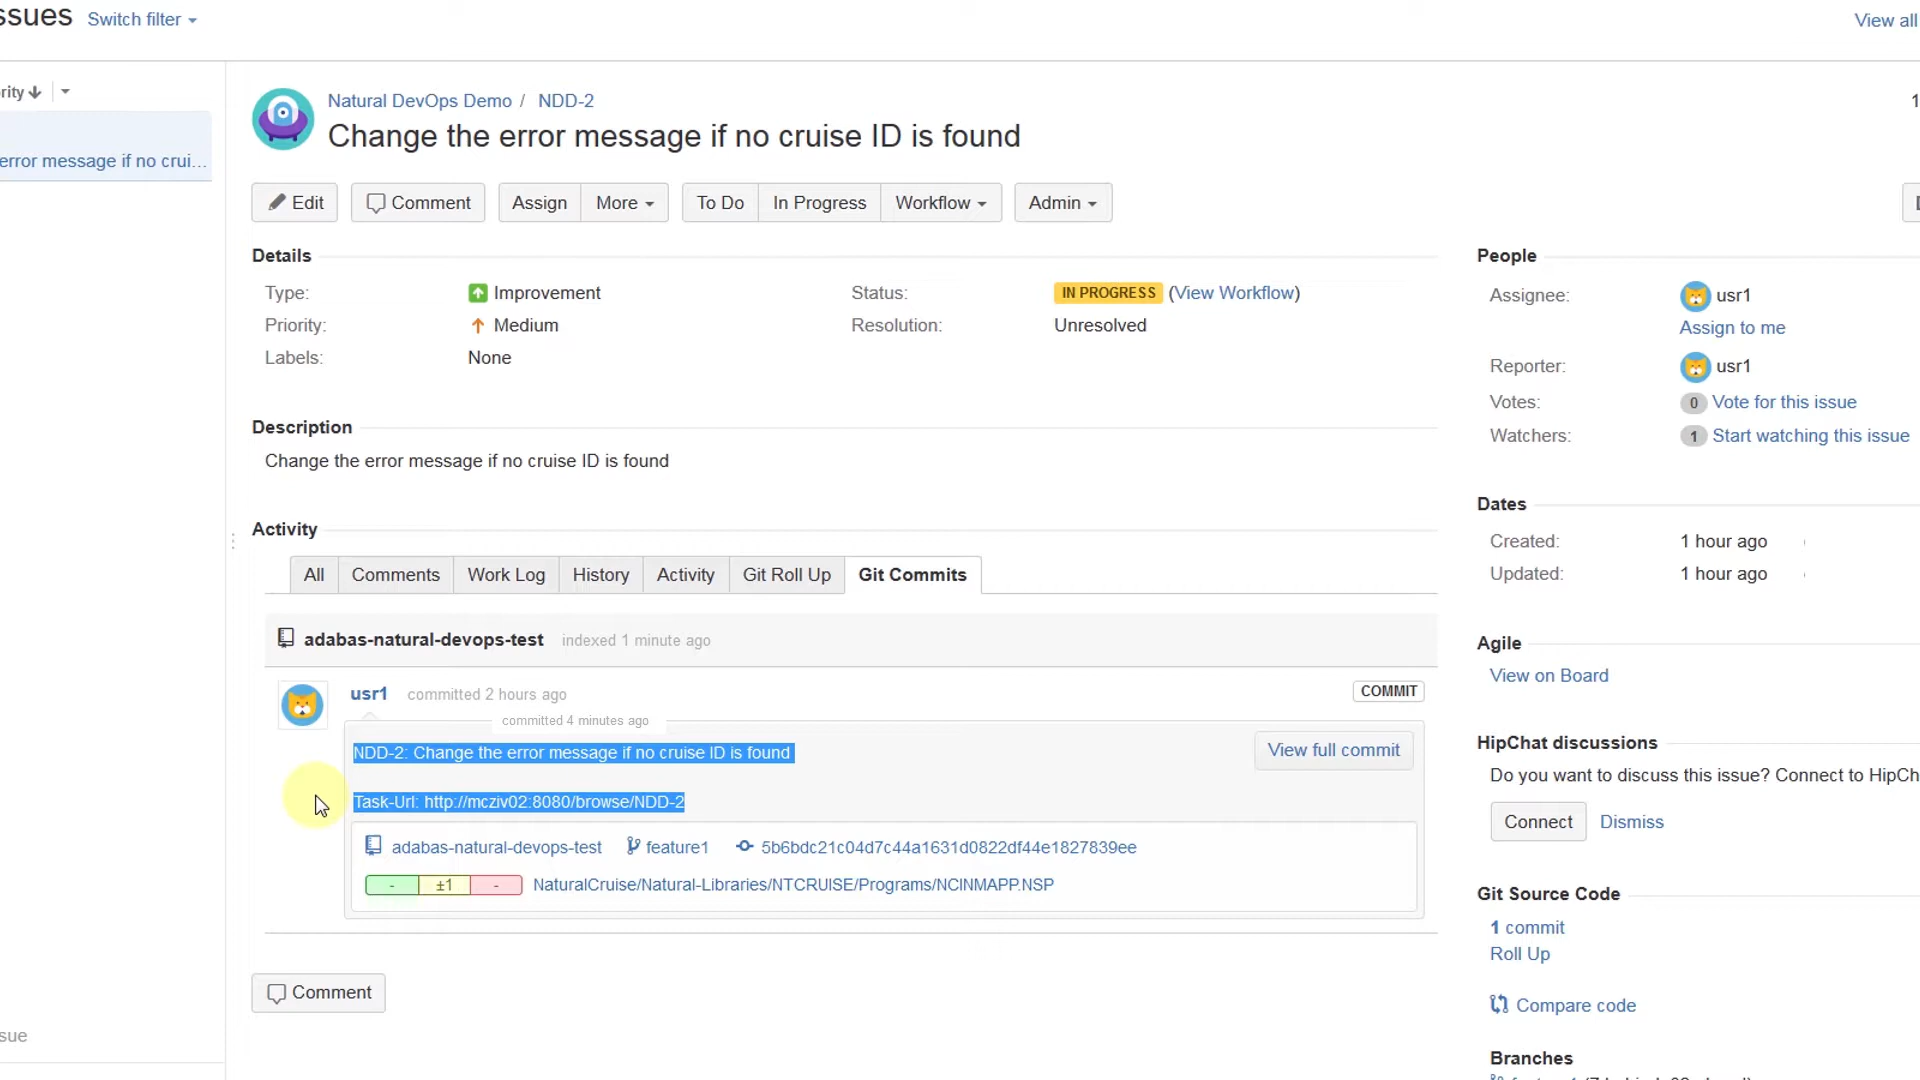 ssues Switch filter
View all
rity
error message if no crui...
Natural DevOps Demo / NDD-2
1
Change the error message if no cruise ID is found
Edit Comment Assign More To Do In Progress Workflow Admin
Details
Type: Improvement Status: IN PROGRESS (View Workflow)
Priority: Medium Resolution: Unresolved
Labels: None
Description
Change the error message if no cruise ID is found
Activity
All Comments Work Log History Activity Git Roll Up Git Commits
adabas-natural-devops-test indexed 1 minute ago
usr1 committed 2 hours ago COMMIT
committed 4 minutes ago
NDD-2: Change the error message if no cruise ID is found View full commit
Task-Url: http://mcziv02:8080/browse/NDD-2
adabas-natural-devops-test feature1 5b6bdc21c04d7c44a1631d0822df44e1827839ee
- ±1 - NaturalCruise/Natural-Libraries/NTCRUISE/Programs/NCINMAPP.NSP
Comment
sue
People
Assignee: usr1
Assign to me
Reporter: usr1
Votes: 0 Vote for this issue
Watchers: 1 Start watching this issue
Dates
Created: 1 hour ago
Updated: 1 hour ago
Agile
View on Board
HipChat discussions
Do you want to discuss this issue? Connect to HipCh
Connect Dismiss
Git Source Code
1 commit
Roll Up
Compare code
Branches